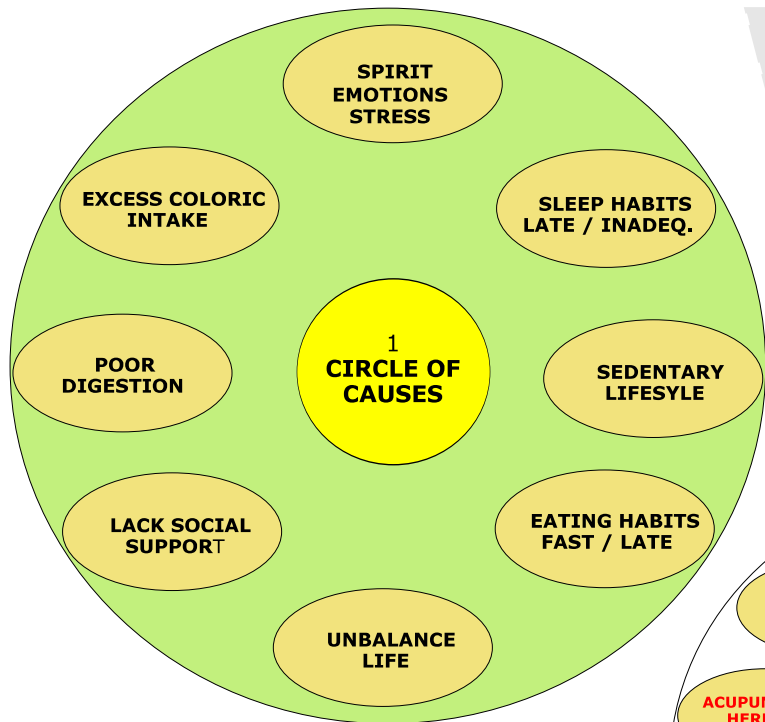 SPIRIT
EMOTIONS
STRESS
EXCESS COLORIC
INTAKE
SLEEP HABITS
LATE / INADEQ.
1
CIRCLE OF
CAUSES
POOR
DIGESTION
SEDENTARY
LIFESYLE
LACK SOCIAL
SUPPORT
EATING HABITS
FAST / LATE
UNBALANCE
LIFE